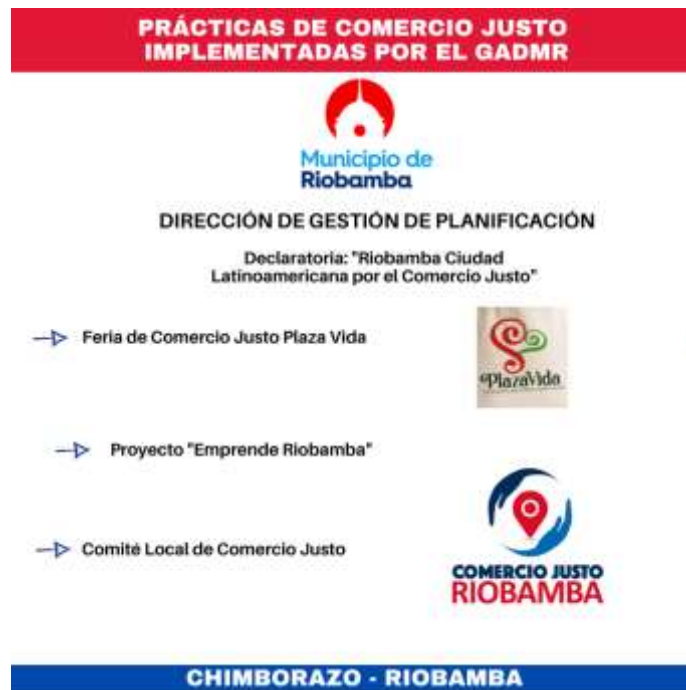 PRÁCTICAS DE COMERCIO JUSTO
IMPLEMENTADAS POR EL GADMR
Municipio de
Riobamba
DIRECCIÓN DE GESTIÓN DE PLANIFICACIÓN
Declaratoria: "Riobamba Ciudad
Latinoamericana por el Comercio Justo"
Feria de Comercio Justo Plaza Vida
PlazaVida
Proyecto "Emprende Riobamba"
Comité Local de Comercio Justo
COMERCIO JUSTO
RIOBAMBA
CHIMBORAZO - RIOBAMBA